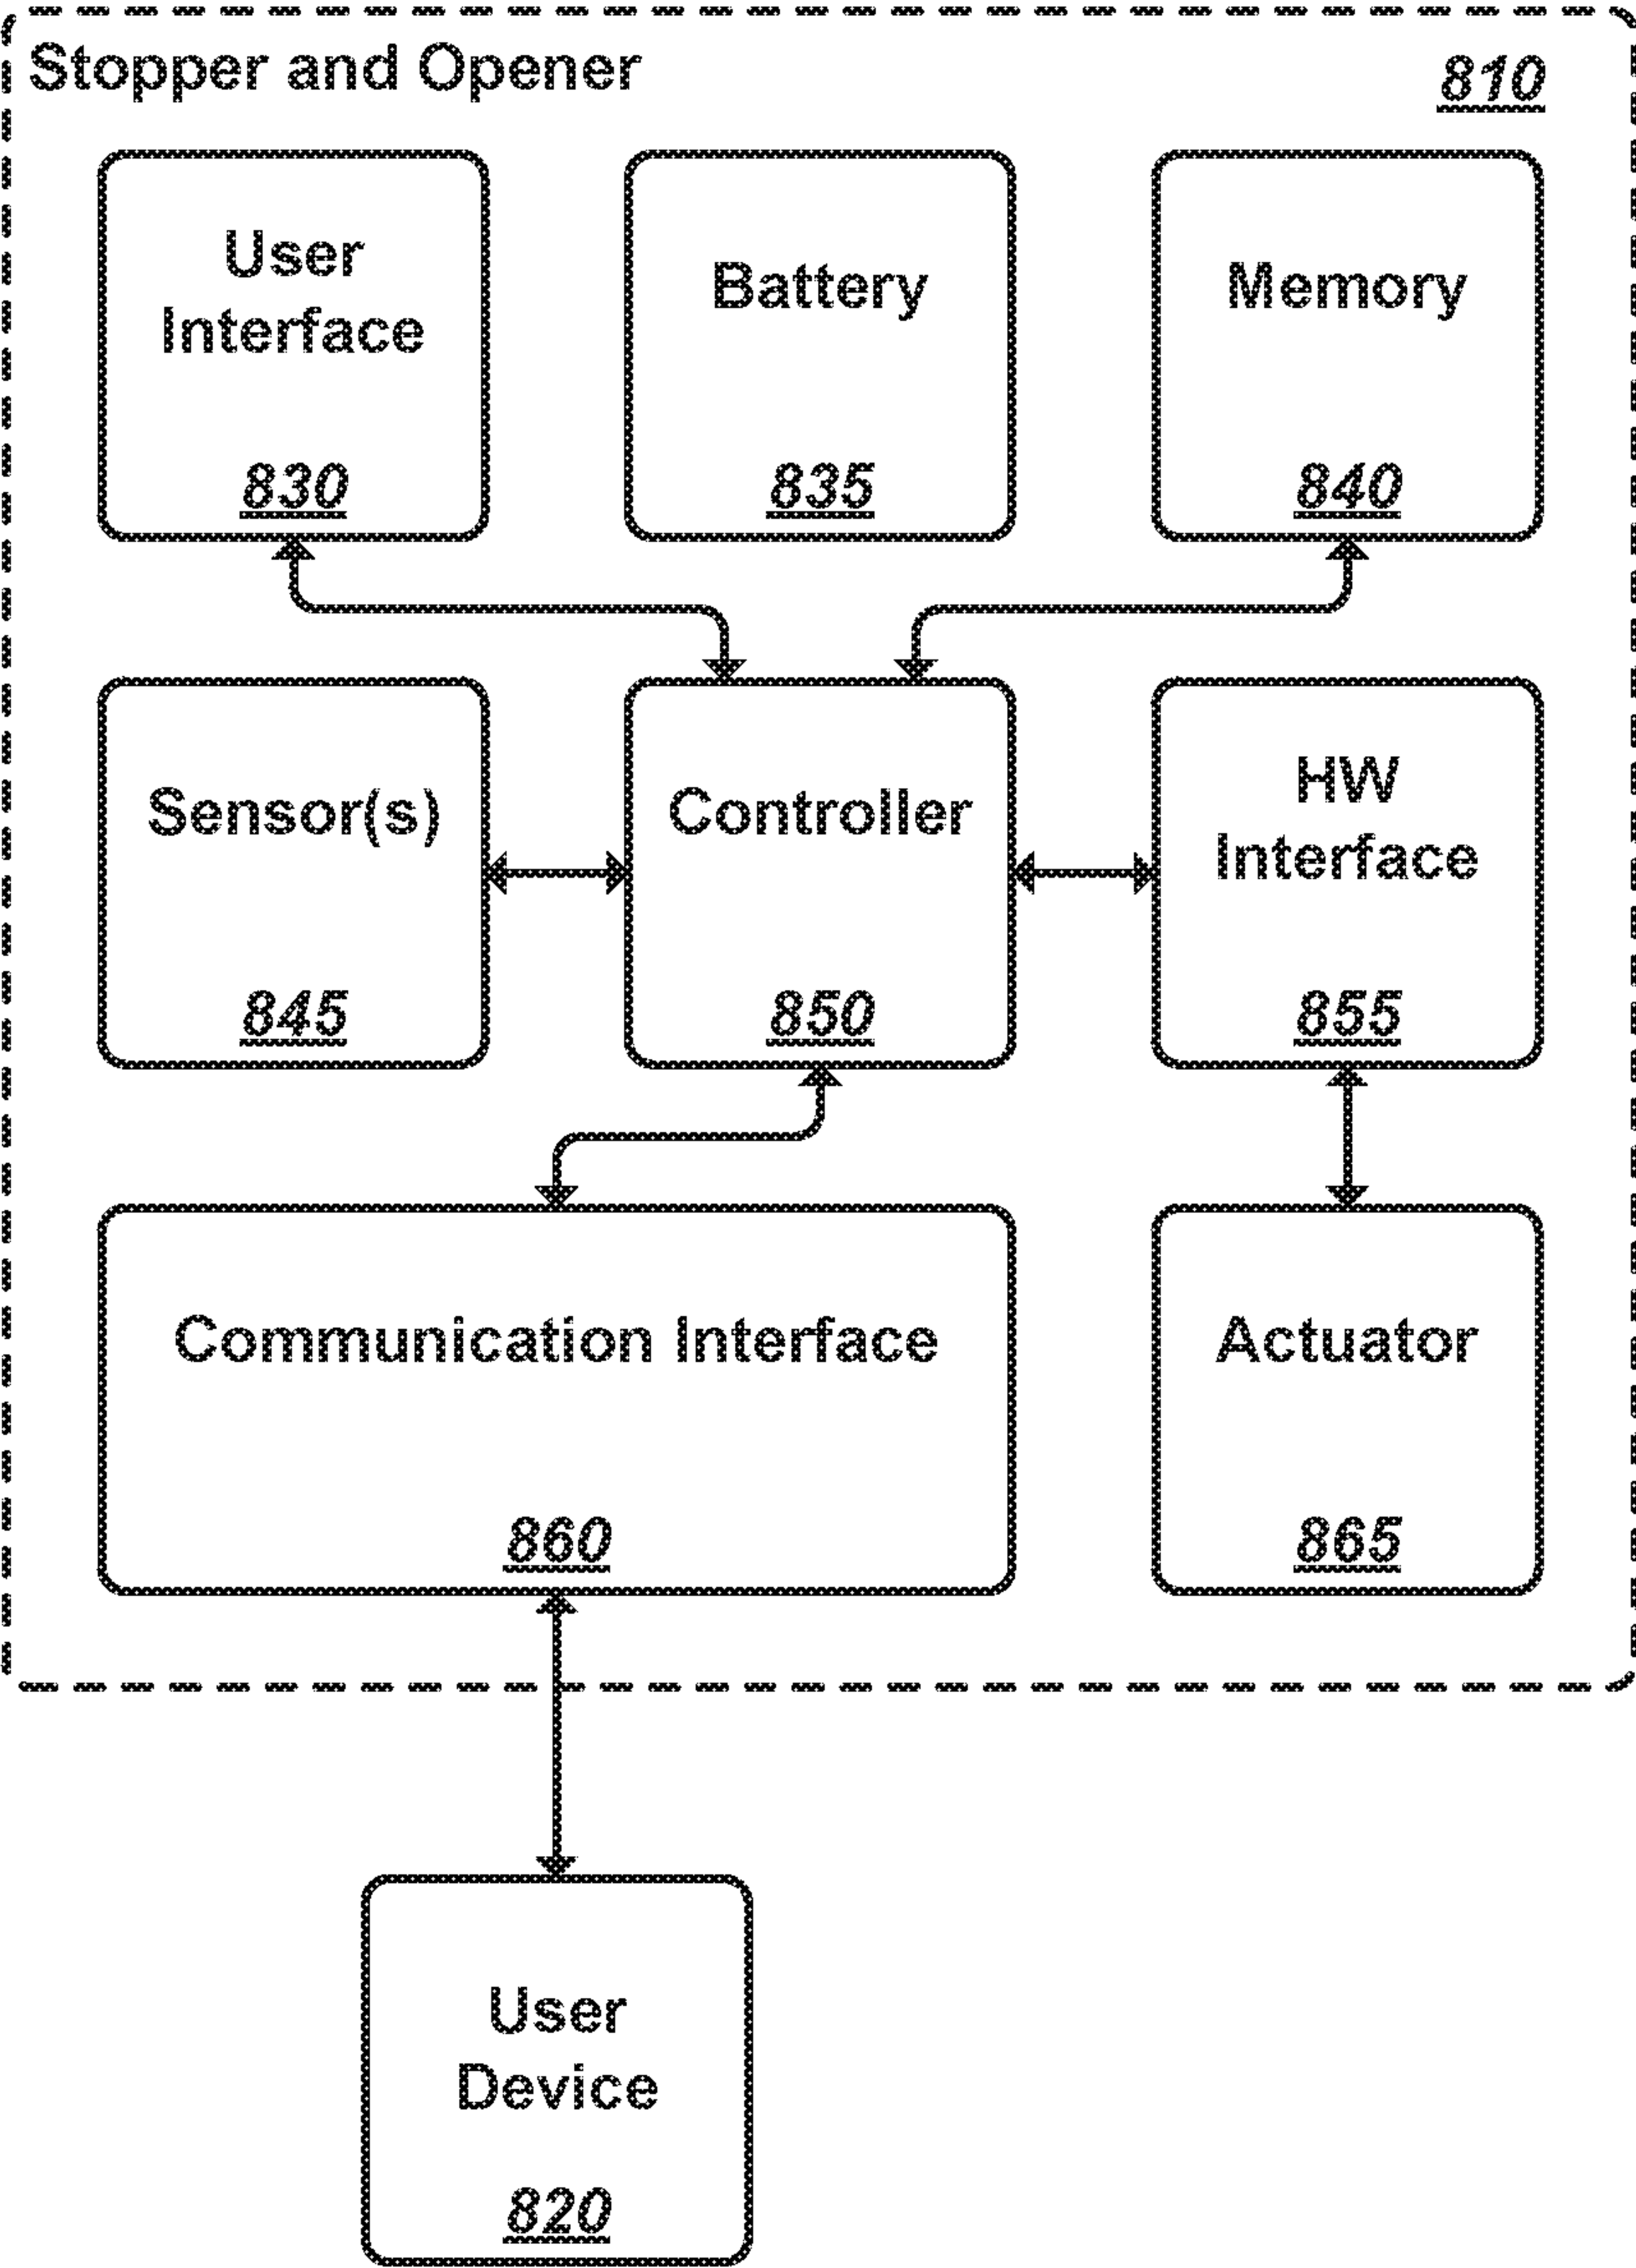 Stopper and Opener
810
User
Interface
830
Battery
835
Memory
840
Sensor(s)
845
Controller
850
HW
Interface
855
Communication Interface
860
Actuator
865
User
Device
820